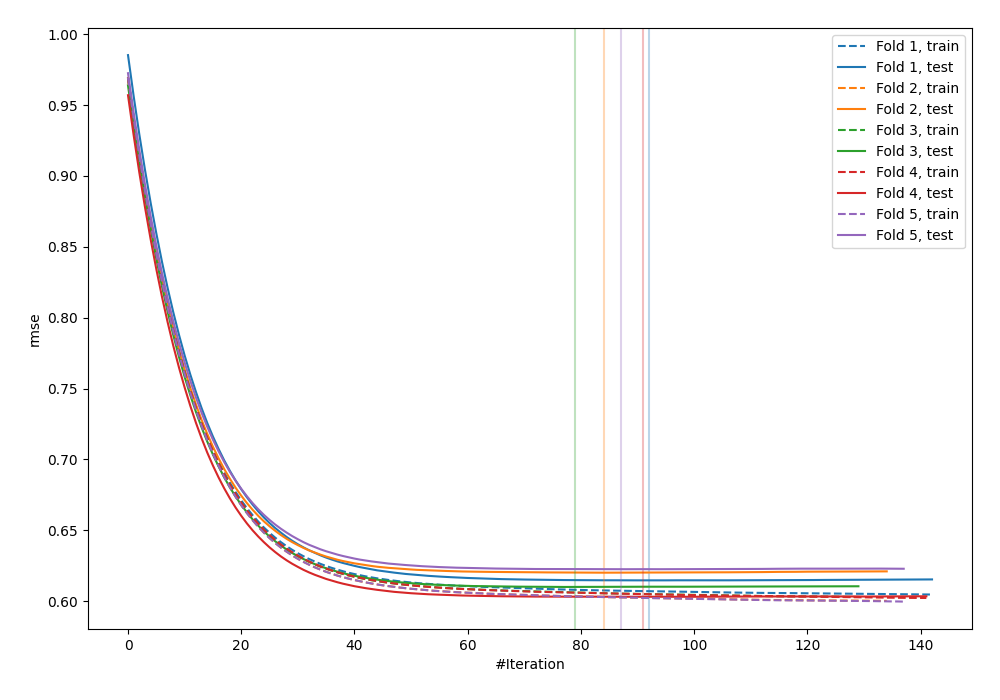 1.00
0.95
0.90
0.85
0.80
0.75
0.70
0.65
0.60
rmse
0
20
40
60
80
100
120
140
#Iteration
Fold 1, train
Fold 1, test
Fold 2, train
Fold 2, test
Fold 3, train
Fold 3, test
Fold 4, train
Fold 4, test
Fold 5, train
Fold 5, test